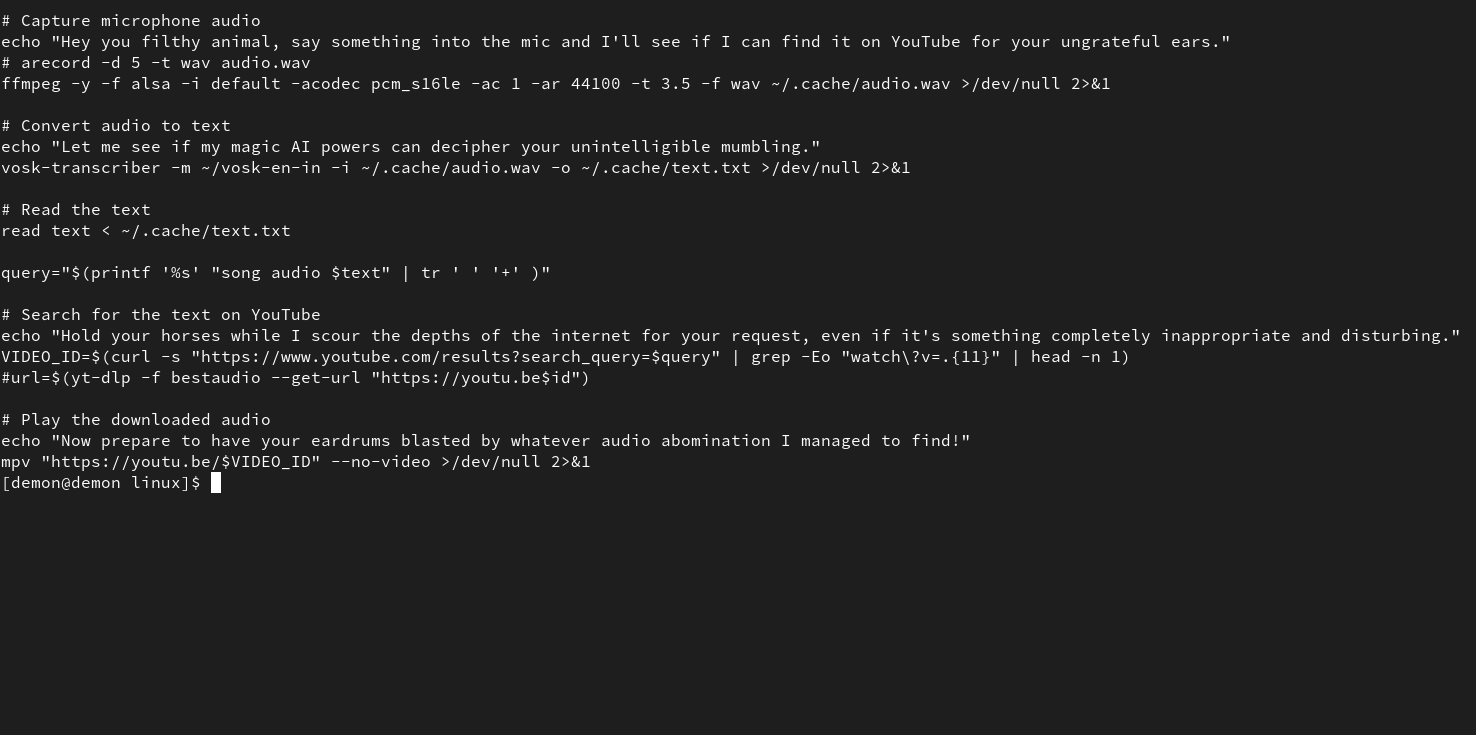 # Capture microphone audio
echo "Hey you filthy animal, say something into the mic and I'll see if I can find it on YouTube for your ungrateful ears."
# arecord -d 5 -t wav audio.wav
ffmpeg -y -f alsa -i default -acodec pcm_s16le -ac 1 -ar 44100 -t 3.5 -f wav ~/.cache/audio.wav >/dev/null 2>&1
# Convert audio to text
echo "Let me see if my magic AI powers can decipher your unintelligible mumbling."
vosk-transcriber -m ~/vosk-en-in -i ~/.cache/audio.wav -o ~/.cache/text.txt >/dev/null 2>&1
# Read the text
read text < ~/.cache/text.txt
query="$(printf '%s' "song audio $text" | tr ' ' '+' )"
# Search for the text on YouTube
echo "Hold your horses while I scour the depths of the internet for your request, even if it's something completely inappropriate and disturbing."
VIDEO_ID=$(curl -s "https://www.youtube.com/results?search_query=$query" | grep -Eo "watch\?v=.{11}" | head -n 1)
#url=$(yt-dlp -f bestaudio --get-url "https://youtu.be$id")
# Play the downloaded audio
echo "Now prepare to have your eardrums blasted by whatever audio abomination I managed to find!"
mpv "https://youtu.be/$VIDEO_ID" --no-video >/dev/null 2>&1
[demon@demon linux]$